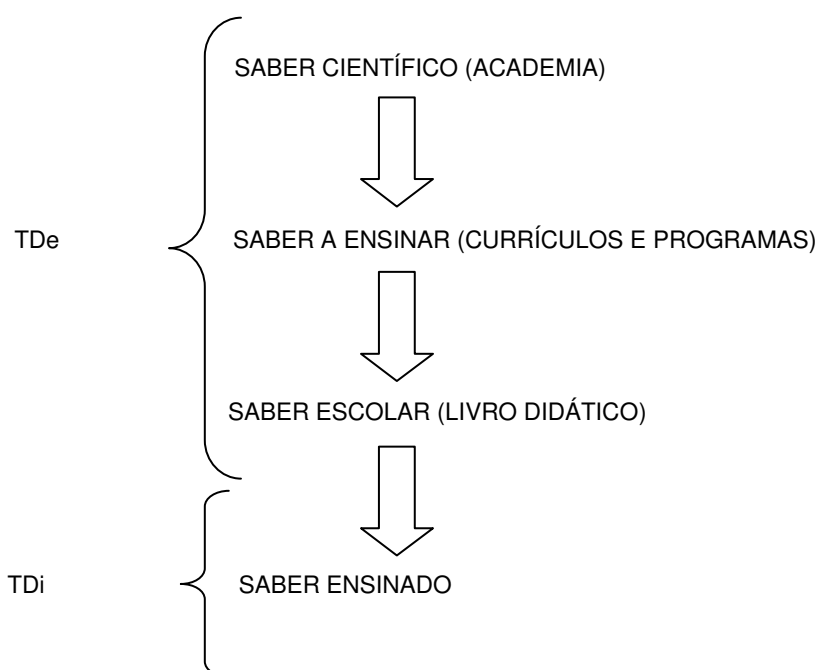 SABER CIENTÍFICO (ACADEMIA)
TDe SABER A ENSINAR (CURRÍCULOS E PROGRAMAS)
SABER ESCOLAR (LIVRO DIDÁTICO)
TDi SABER ENSINADO